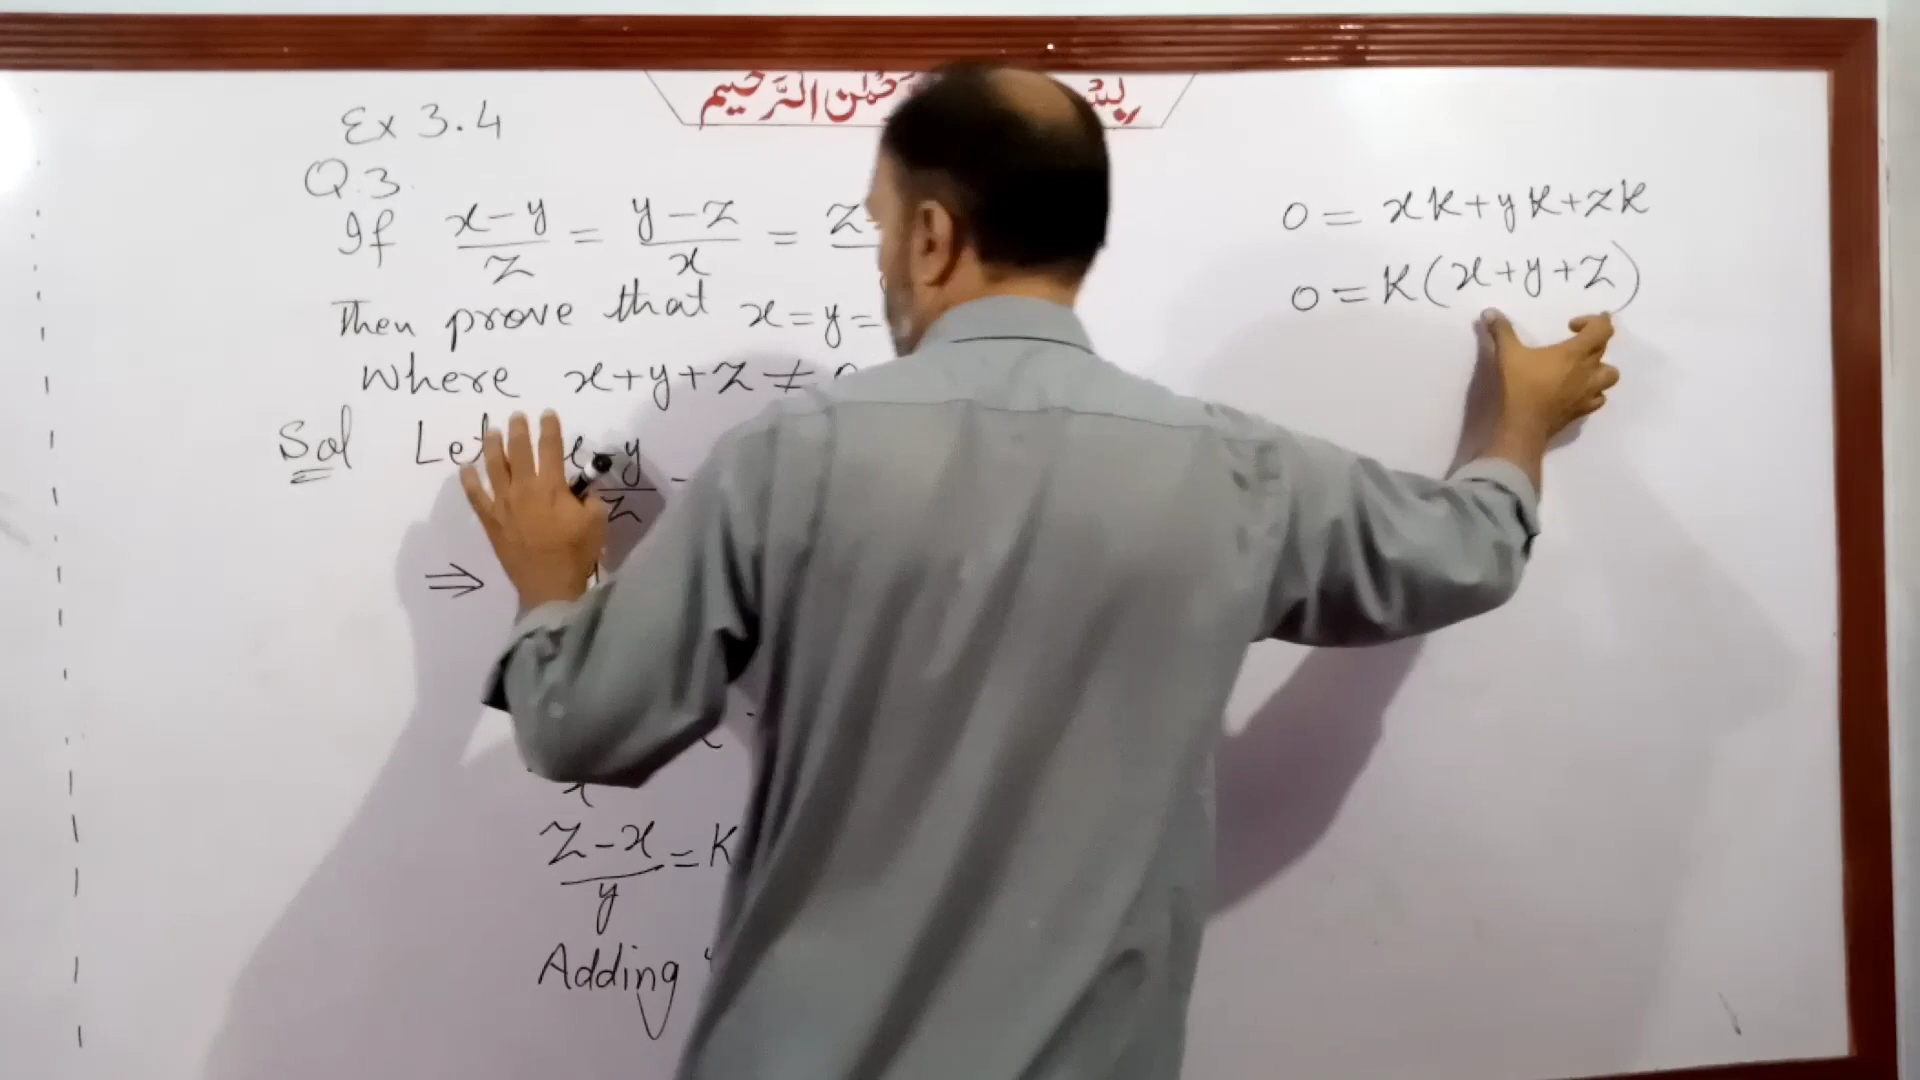 الرَّحِيم
Ex 3.4
Q.3.
If x-y/z = y-z/x = z
Then prove that x=y=
Where x+y+z ≠
Sol Let x-y/z
⇒
x
z-x/y = K
Adding
0 = xK+yK+zK
0 = K(x+y+z)